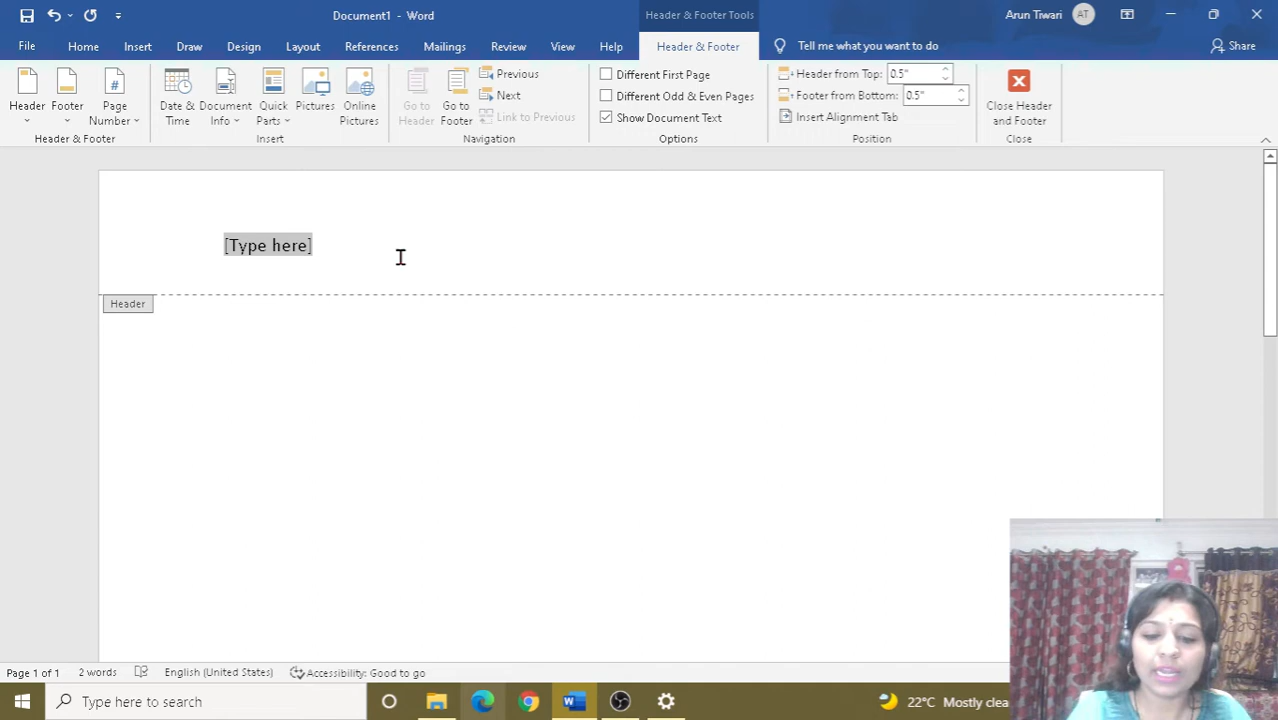 Document1 - Word
Header & Footer Tools
Arun Tiwari
AT
File
Home
Insert
Draw
Design
Layout
References
Mailings
Review
View
Help
Header & Footer
Tell me what you want to do
Share
Header
Footer
Page Number
Date & Time
Document Info
Quick Parts
Pictures
Online Pictures
Go to Header
Go to Footer
Previous
Next
Link to Previous
Different First Page
Different Odd & Even Pages
Show Document Text
Header from Top: 0.5"
Footer from Bottom: 0.5"
Insert Alignment Tab
Close Header and Footer
Header & Footer
Insert
Navigation
Options
Position
Close
[Type here]
Header
Page 1 of 1
2 words
English (United States)
Accessibility: Good to go
Type here to search
22°C Mostly clea